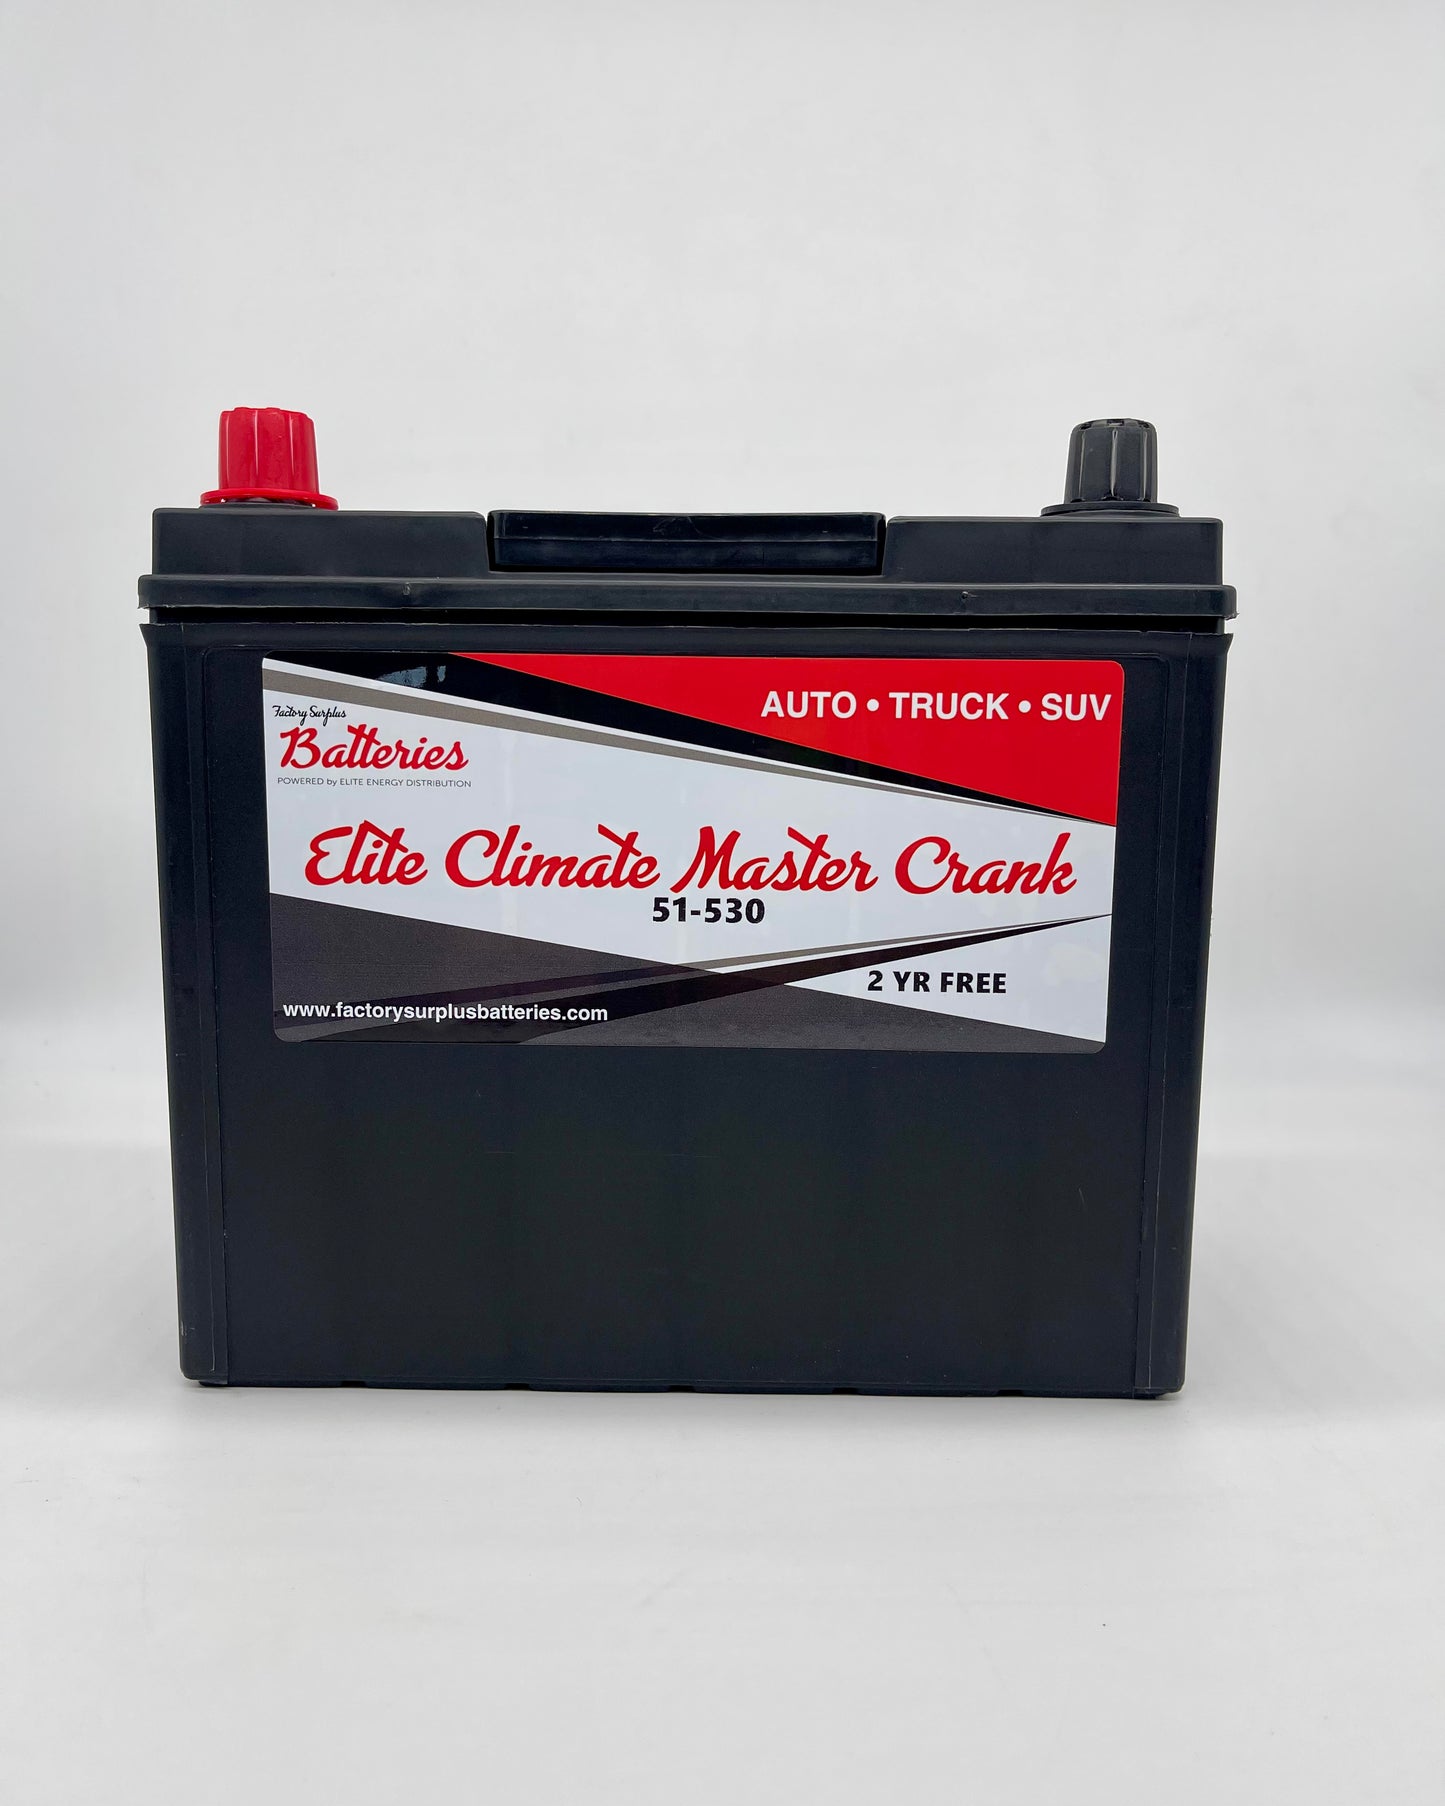 AUTO • TRUCK • SUV
Factory Surplus
Batteries
POWERED by ELITE ENERGY DISTRIBUTION
Elite Climate Master Crank
51-530
2 YR FREE
www.factorysurplusbatteries.com